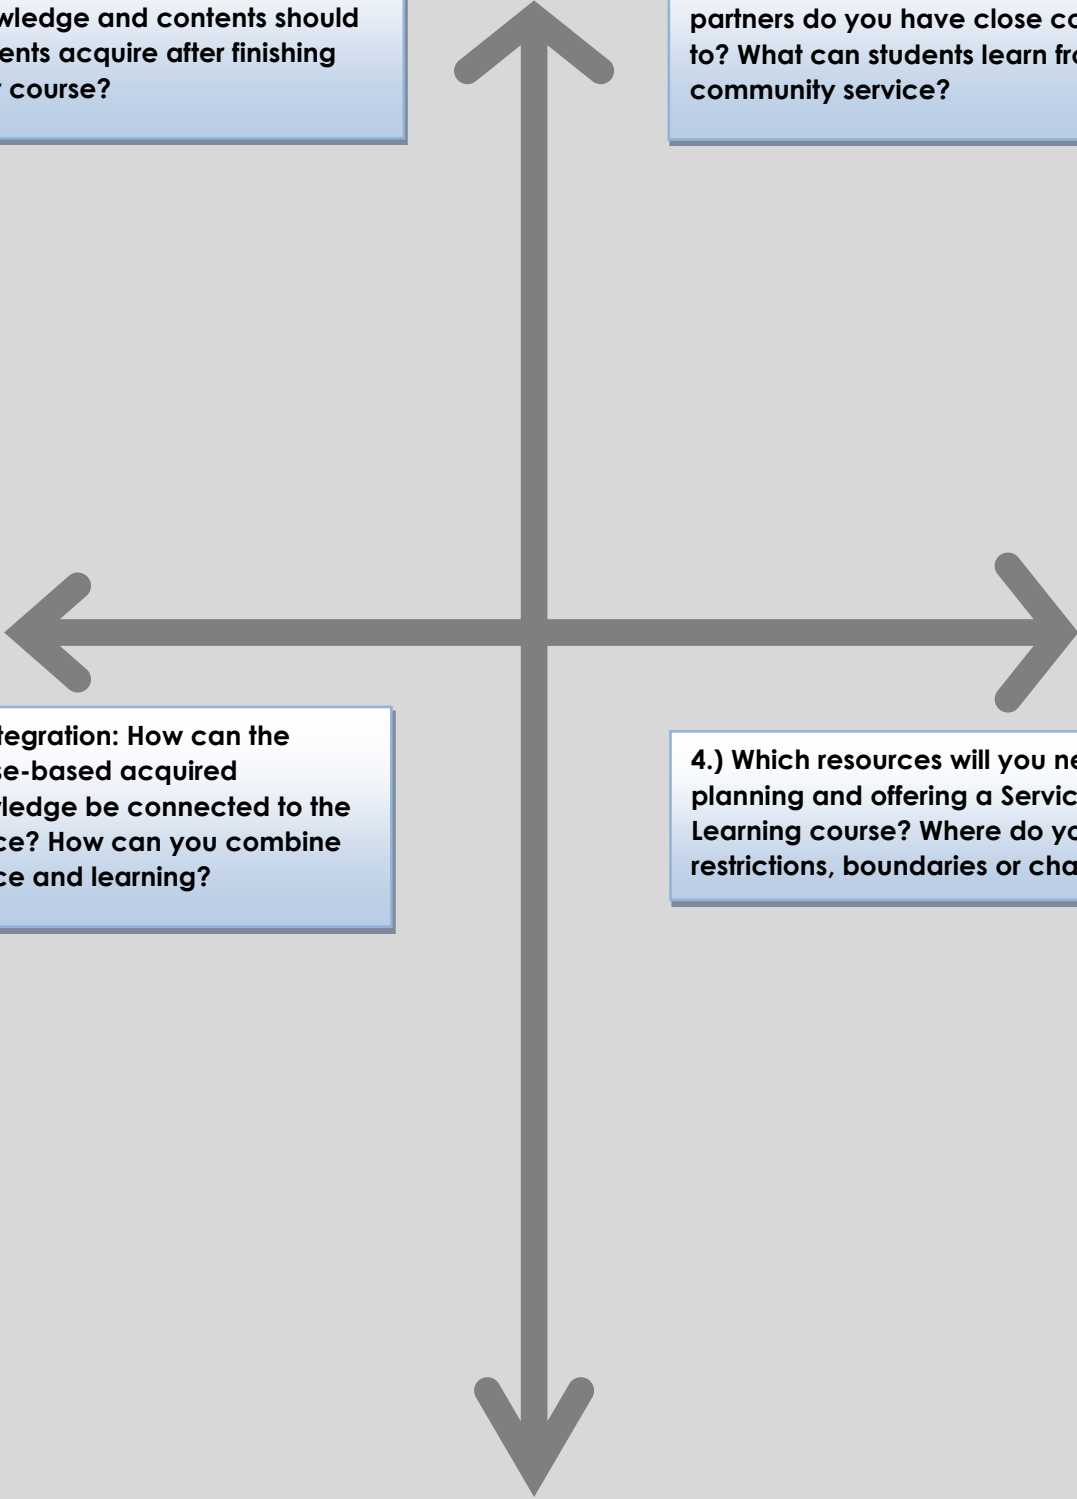 wledge and contents should
ents acquire after finishing
course?
partners do you have close co
to? What can students learn fro
community service?
tegration: How can the
se-based acquired
wledge be connected to the
ce? How can you combine
ce and learning?
4.) Which resources will you ne
planning and offering a Servic
Learning course? Where do yo
restrictions, boundaries or cha